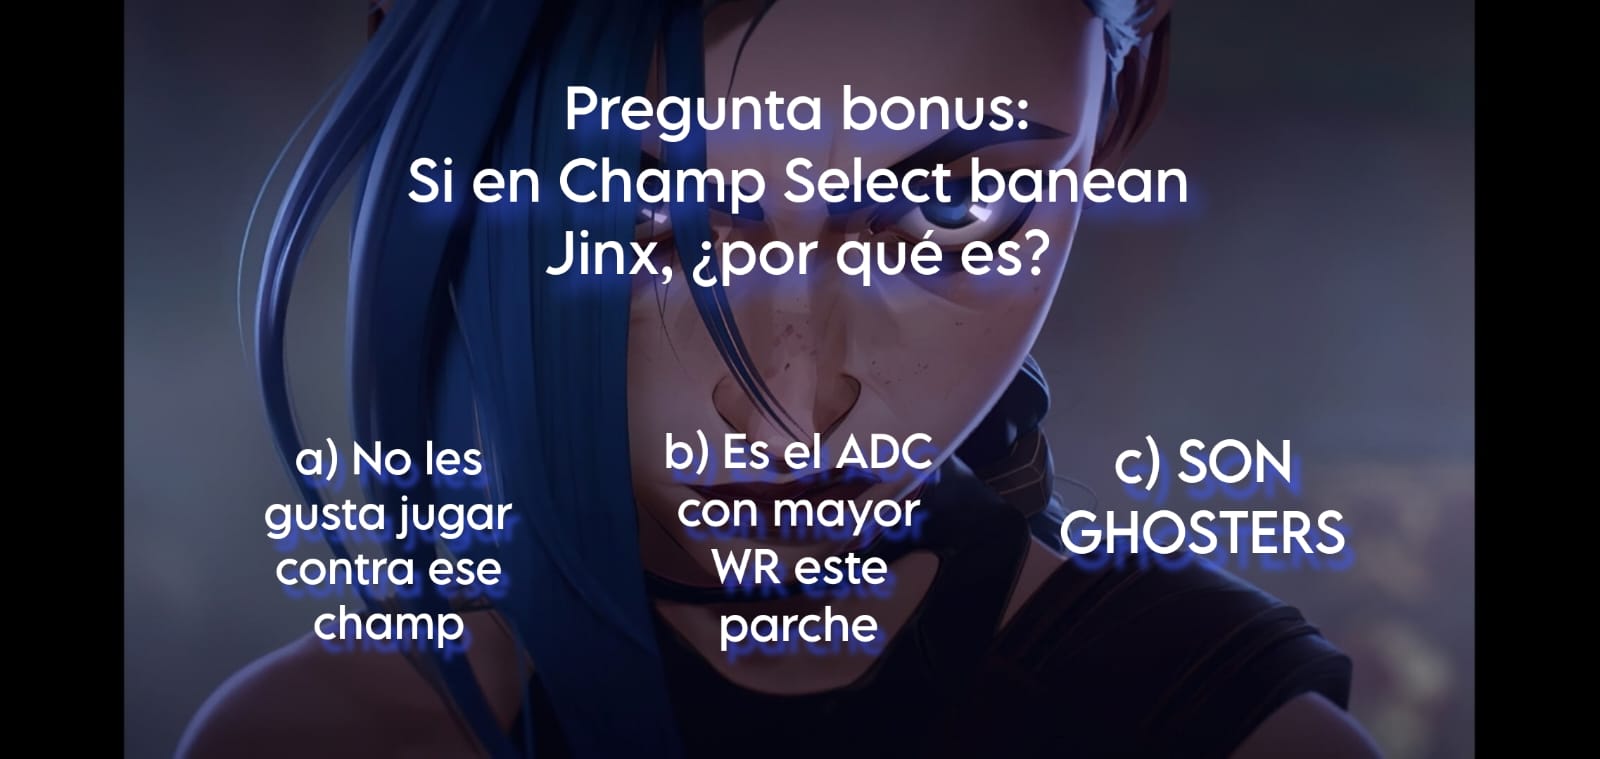 Pregunta bonus:
Si en Champ Select banean
Jinx, ¿por qué es?
a) No les
gusta jugar
contra ese
champ
b) Es el ADC
con mayor
WR este
parche
c) SON
GHOSTERS